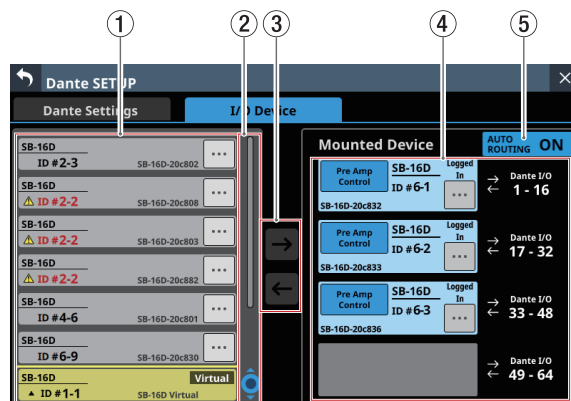 1 2 3 4 5
Dante SETUP
Dante Settings I/O Device
SB-16D
ID #2-3 SB-16D-20c802 ...
SB-16D
ID #2-2 SB-16D-20c808 ...
SB-16D
ID #2-2 SB-16D-20c803 ...
SB-16D
ID #2-2 SB-16D-20c882 ...
SB-16D
ID #4-6 SB-16D-20c801 ...
SB-16D
ID #6-9 SB-16D-20c830 ...
SB-16D Virtual
ID #1-1 SB-16D Virtual
Mounted Device
AUTO
ROUTING ON
Pre Amp
Control
SB-16D
ID #6-1
Logged
In
...
SB-16D-20c832
Dante I/O
1 - 16
Pre Amp
Control
SB-16D
ID #6-2
Logged
In
...
SB-16D-20c833
Dante I/O
17 - 32
Pre Amp
Control
SB-16D
ID #6-3
Logged
In
...
SB-16D-20c836
Dante I/O
33 - 48
Dante I/O
49 - 64